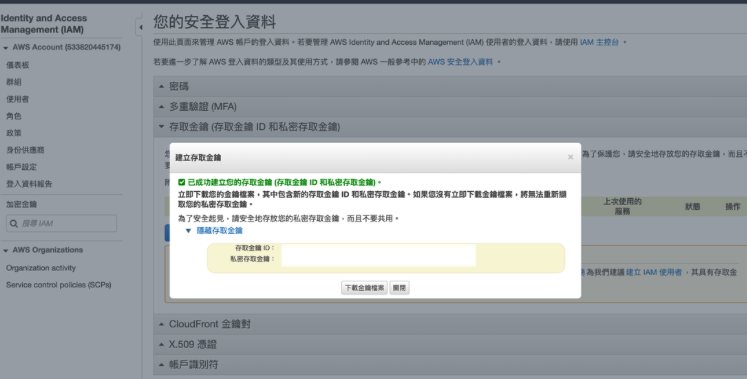 Identity and Access
Management (IAM)
AWS Account (533820445174)
儀表板
群組
使用者
角色
政策
身份供應商
帳戶設定
登入資料報告
加密金鑰
搜尋 IAM
AWS Organizations
Organization activity
Service control policies (SCPs)
您的安全登入資料
使用此頁面來管理 AWS 帳戶的登入資料。若要管理 AWS Identity and Access Management (IAM) 使用者的登入資料,請使用 IAM 主控台 。
若要進一步了解 AWS 登入資料的類型及其使用方式,請參閱 AWS 一般參考中的 AWS 安全登入資料 。
密碼
多重驗證 (MFA)
存取金鑰 (存取金鑰 ID 和私密存取金鑰)
為了保護您,請安全地存放您的存取金鑰,而且不
上次使用的
服務
狀態
操作
為我們建議 建立 IAM 使用者 ,其具有存取金
建立存取金鑰
×
已成功建立您的存取金鑰 (存取金鑰 ID 和私密存取金鑰)。
立即下載您的金鑰檔案,其中包含新的存取金鑰 ID 和私密存取金鑰。如果您沒有立即下載金鑰檔案,將無法重新擷
取您的私密存取金鑰。
為了安全起見,請安全地存放您的私密存取金鑰,而且不要共用。
隱藏存取金鑰
存取金鑰 ID:
私密存取金鑰:
下載金鑰檔案
關閉
CloudFront 金鑰對
X.509 憑證
帳戶識別符